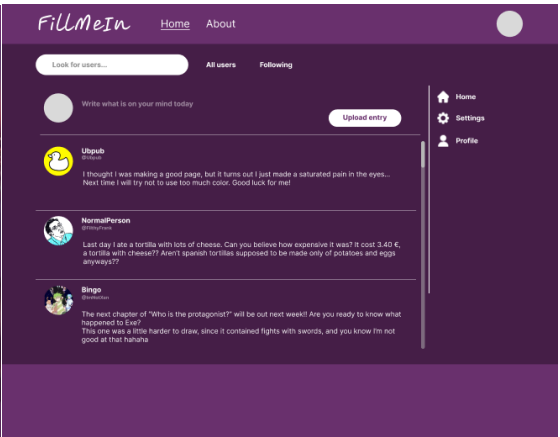 FillMeIn
Home About
Look for users...
All users Following
Write what is on your mind today
Upload entry
Home
Settings
Profile
Ubpub
@Vibpub
I thought I was making a good page, but it turns out I just made a saturated pain in the eyes...
Next time I will try not to use too much color. Good luck for me!
NormalPerson
@FilthyFrank
Last day I ate a tortilla with lots of cheese. Can you believe how expensive it was? It cost 3.40 €,
a tortilla with cheese?? Aren't spanish tortillas supposed to be made only of potatoes and eggs
anyways??
Bingo
The next chapter of "Who is the protagonist?" will be out next week!! Are you ready to know what
happened to Exe?
This one was a little harder to draw, since it contained fights with swords, and you know I'm not
good at that hahaha